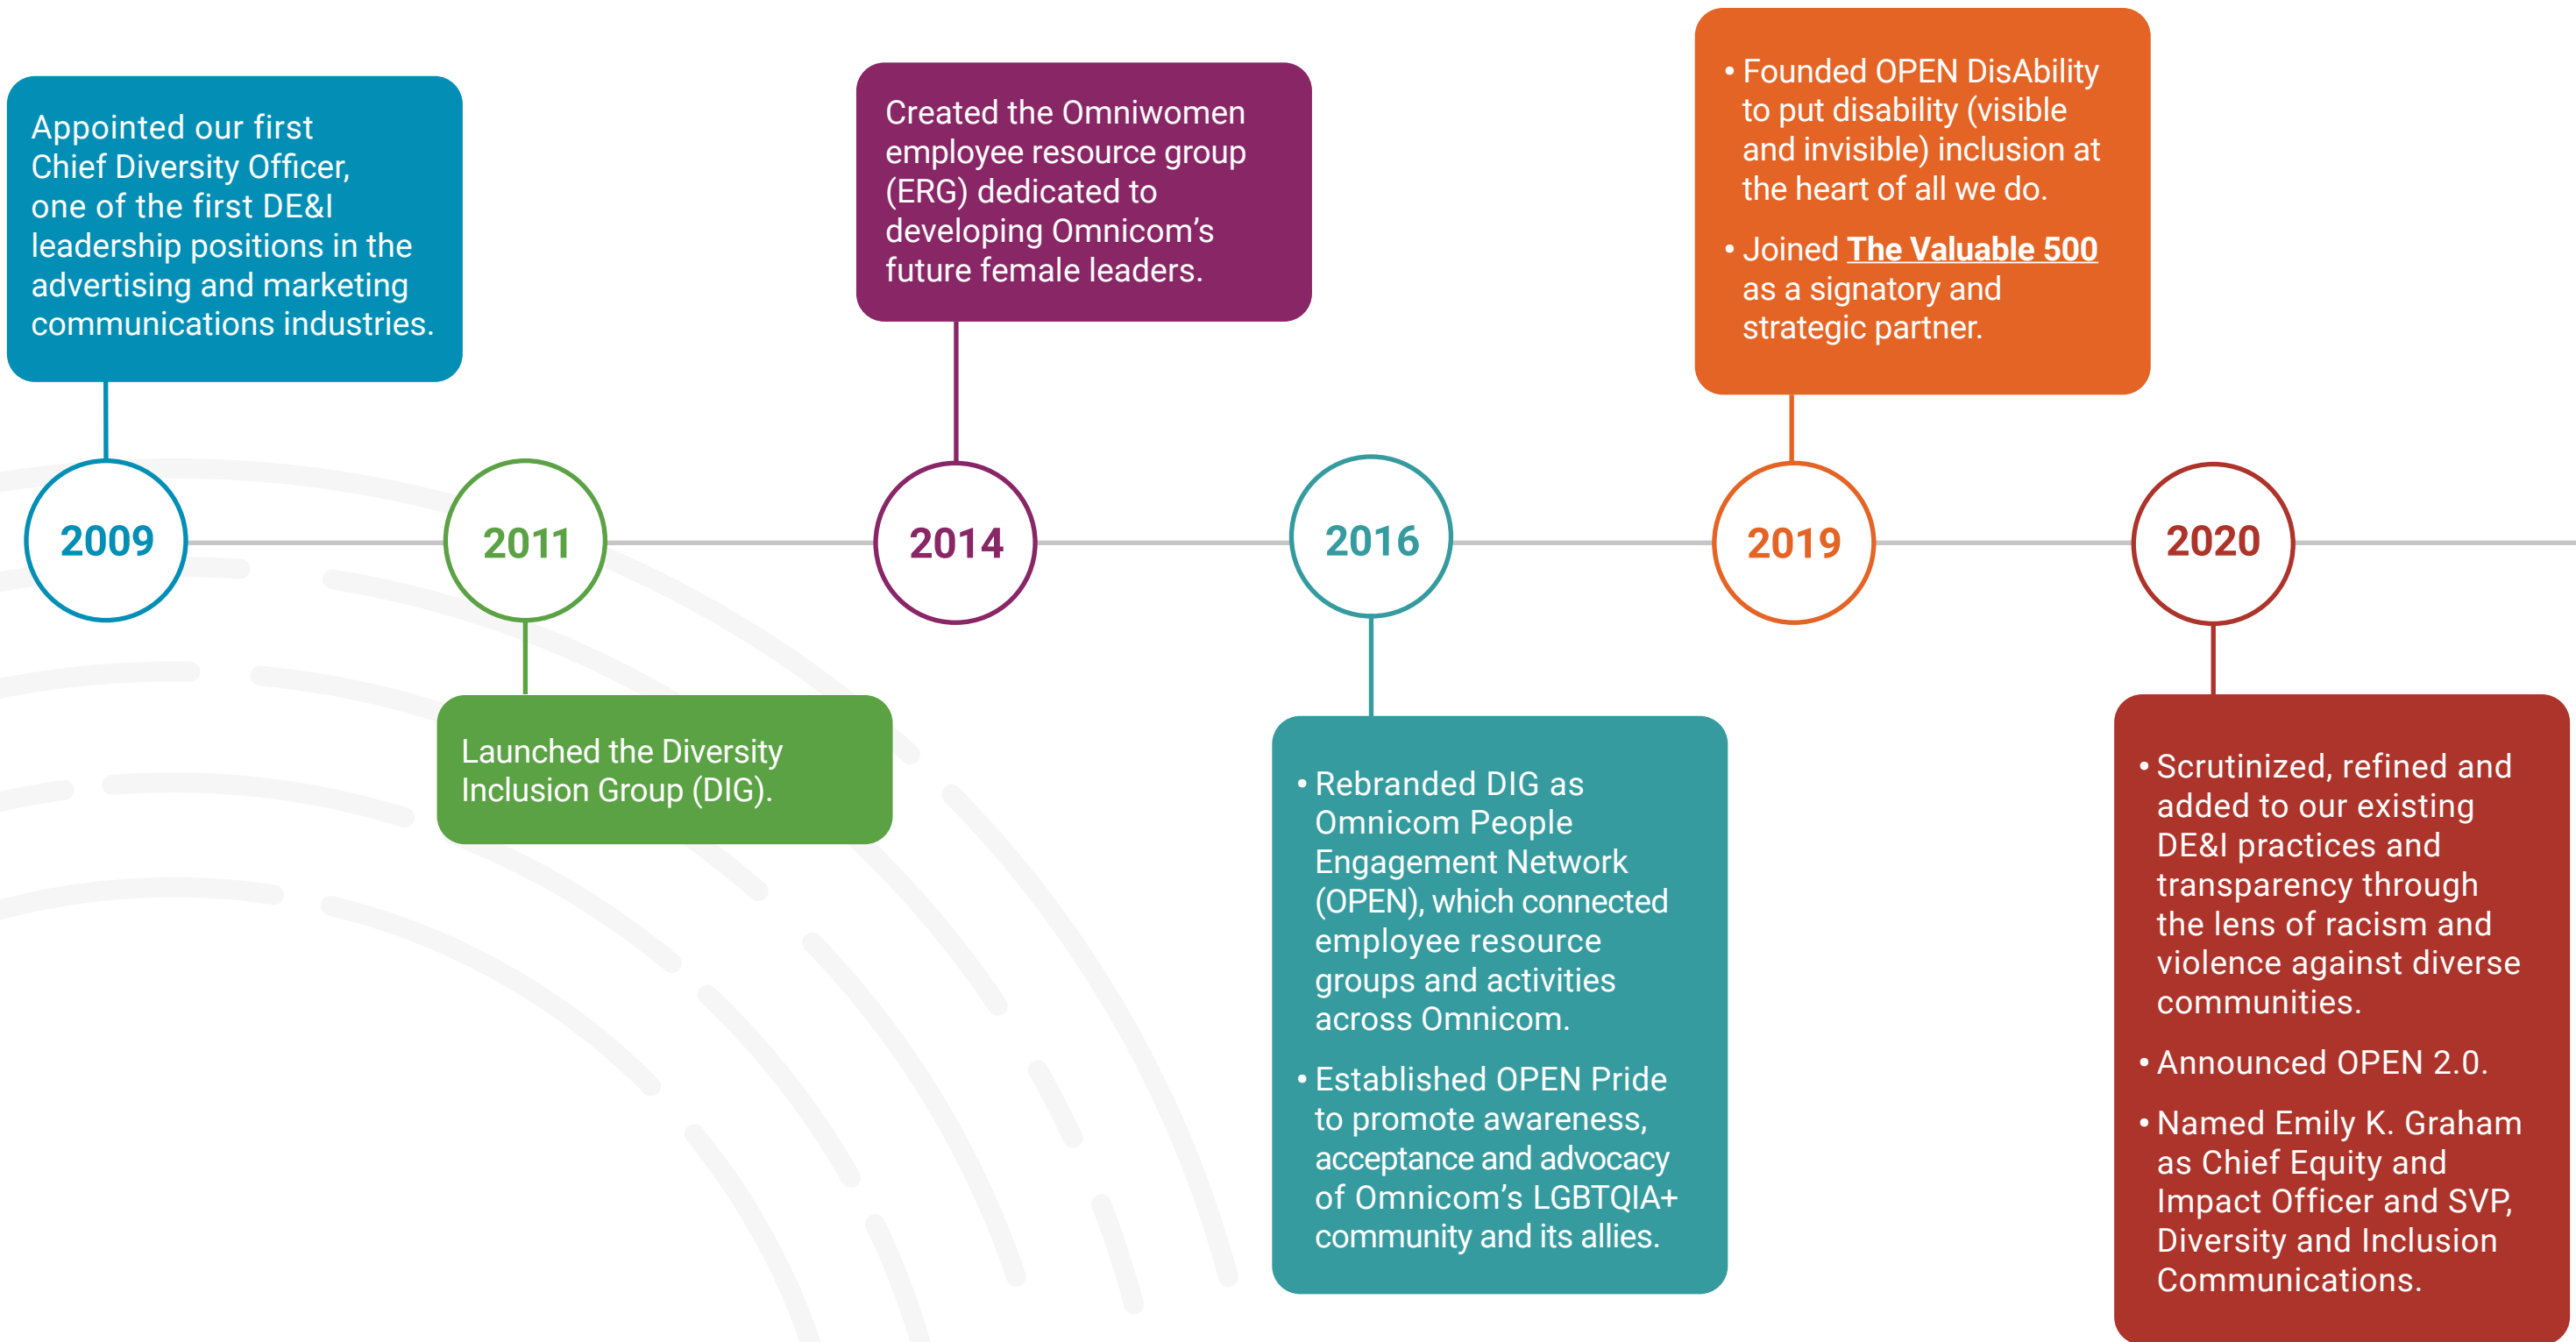 Appointed our first
Chief Diversity Officer,
one of the first DE&I
leadership positions in the
advertising and marketing
communications industries.
2009
2011
Launched the Diversity
Inclusion Group (DIG).
Created the Omniwomen
employee resource group
(ERG) dedicated to
developing Omnicom’s
future female leaders.
2014
2016
• Rebranded DIG as
Omnicom People
Engagement Network
(OPEN), which connected
employee resource
groups and activities
across Omnicom.
• Established OPEN Pride
to promote awareness,
acceptance and advocacy
of Omnicom’s LGBTQIA+
community and its allies.
• Founded OPEN DisAbility
to put disability (visible
and invisible) inclusion at
the heart of all we do.
• Joined The Valuable 500
as a signatory and
strategic partner.
2019
2020
• Scrutinized, refined and
added to our existing
DE&I practices and
transparency through
the lens of racism and
violence against diverse
communities.
• Announced OPEN 2.0.
• Named Emily K. Graham
as Chief Equity and
Impact Officer and SVP,
Diversity and Inclusion
Communications.